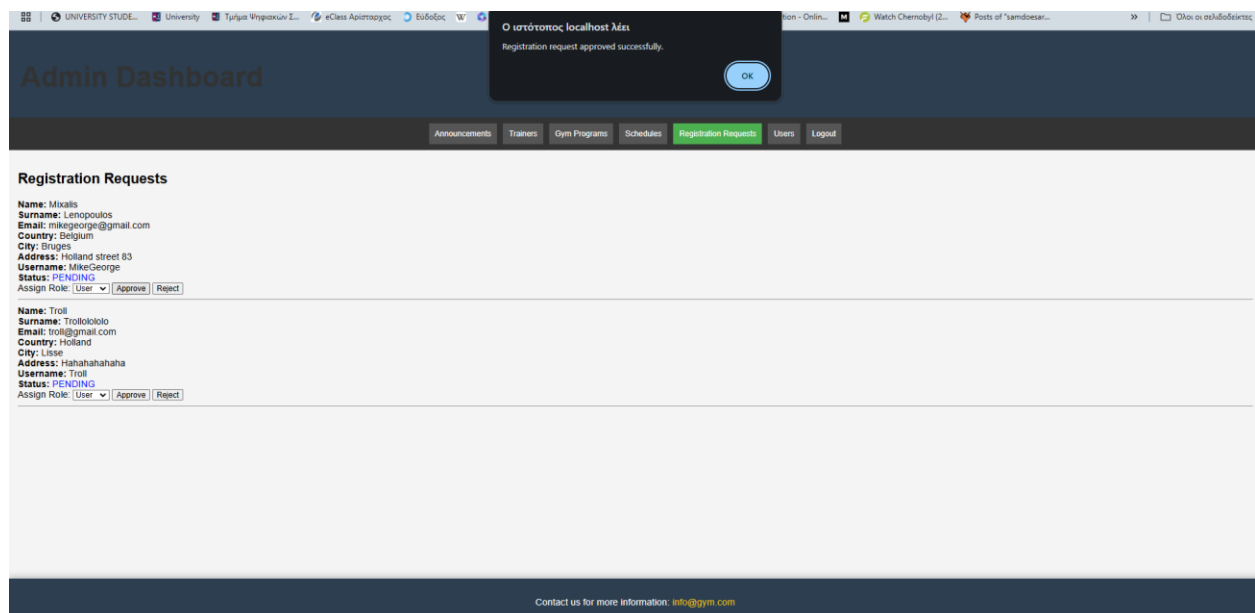 UNIVERSITY STUDE...
University
Τμήμα Ψηφιακών Σ...
eClass Αρίσταρχος
Εύδοξος
W
tion - Onlin...
M
Watch Chernobyl (2...
Posts of "samdoesar...
»
Όλοι οι σελιδοδείκτες
Ο ιστότοπος localhost λέει
Registration request approved successfully.
OK
Admin Dashboard
Announcements
Trainers
Gym Programs
Schedules
Registration Requests
Users
Logout
Registration Requests
Name: Mixalis
Surname: Lenopoulos
Email: mikegeorge@gmail.com
Country: Belgium
City: Bruges
Address: Holland street 83
Username: MikeGeorge
Status: PENDING
Assign Role: User Approve Reject
Name: Troll
Surname: Trollolololo
Email: troll@gmail.com
Country: Holland
City: Lisse
Address: Hahahahahaha
Username: Troll
Status: PENDING
Assign Role: User Approve Reject
Contact us for more information: info@gym.com